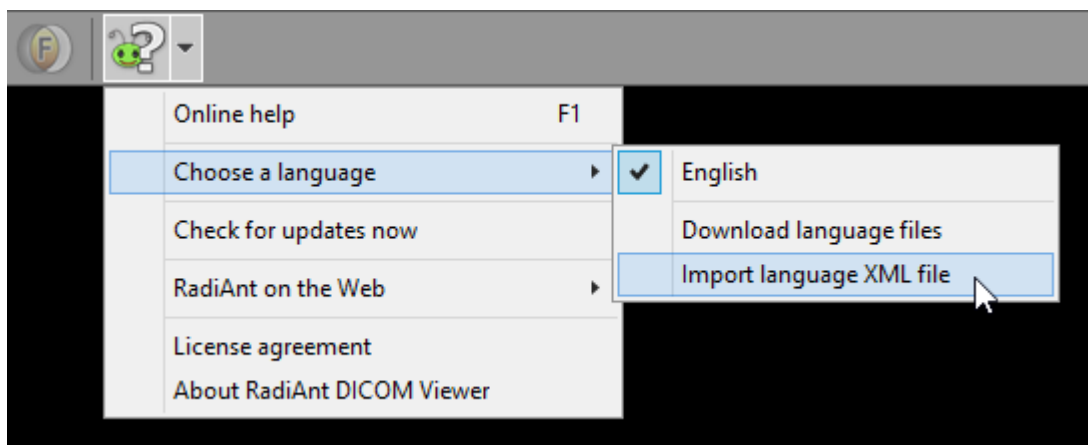 F
?
Online help F1
Choose a language
English
Check for updates now
Download language files
Import language XML file
RadiAnt on the Web
License agreement
About RadiAnt DICOM Viewer